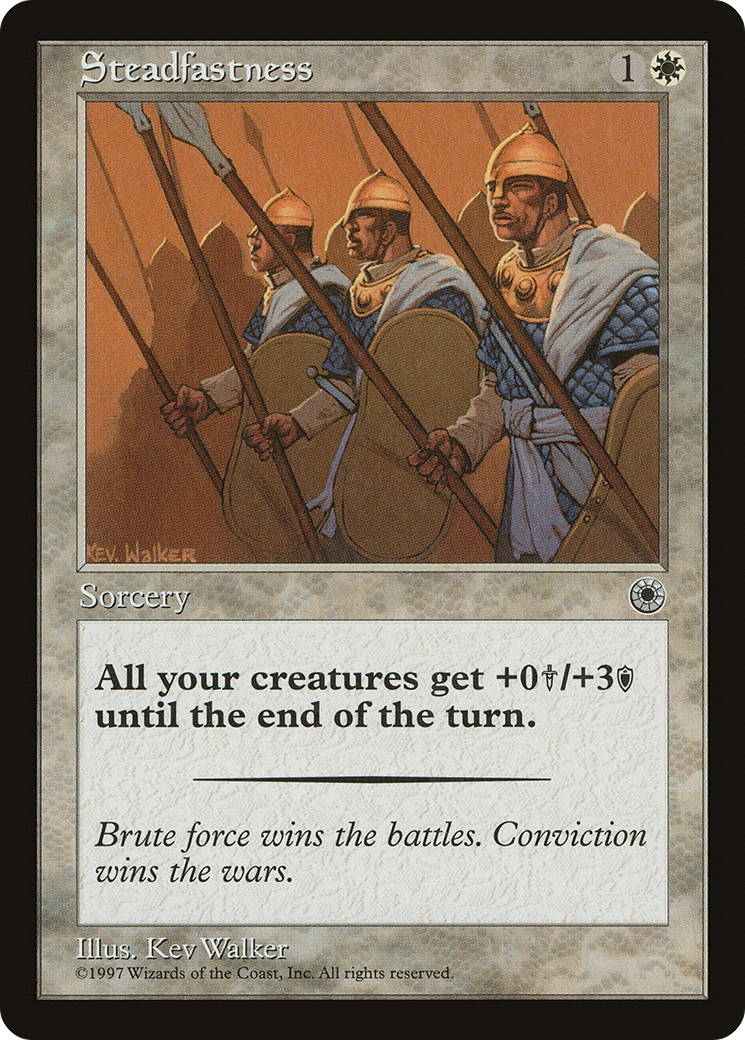 Steadfastness 1
KEV. WALKER
Sorcery
All your creatures get +0/+3
until the end of the turn.
Brute force wins the battles. Conviction
wins the wars.
Illus. Kev Walker
©1997 Wizards of the Coast, Inc. All rights reserved.